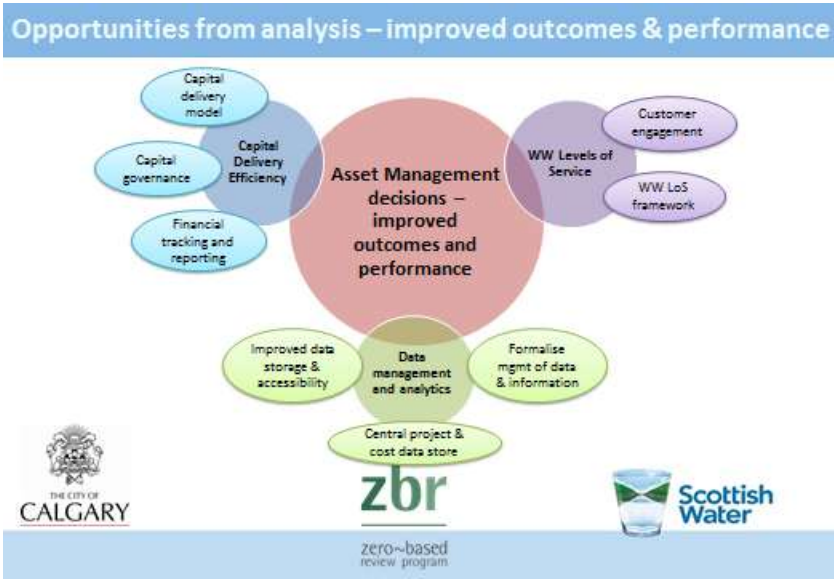 Opportunities from analysis – improved outcomes & performance
Capital
delivery
model
Capital
governance
Financial
tracking and
reporting
Capital
Delivery
Efficiency
Asset Management
decisions –
improved
outcomes and
performance
WW Levels of
Service
Customer
engagement
WW LoS
framework
Improved data
storage &
accessibility
Data
management
and analytics
Formalise
mgmt of data
& information
Central project &
cost data store
THE CITY OF
CALGARY
zbr
zero~based
review program
Scottish
Water